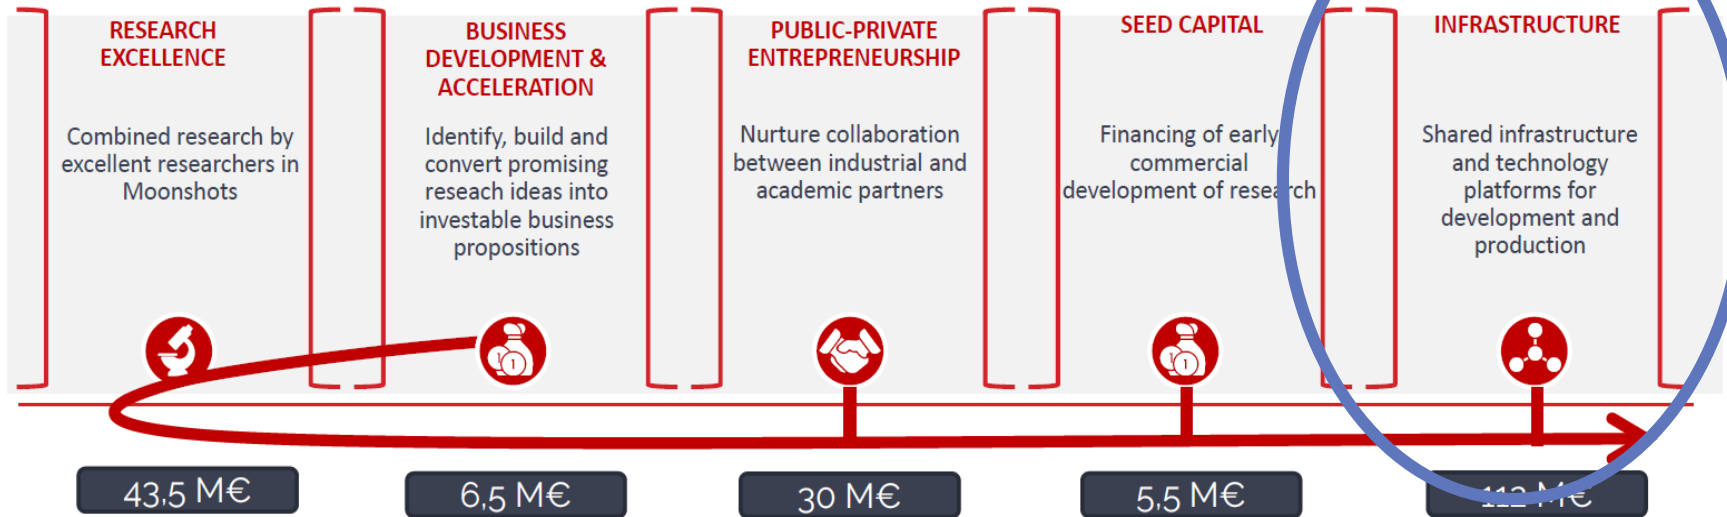 RESEARCH
EXCELLENCE
Combined research by
excellent researchers in
Moonshots
43,5 M€
BUSINESS
DEVELOPMENT &
ACCELERATION
Identify, build and
convert promising
reseach ideas into
investable business
propositions
6,5 M€
PUBLIC-PRIVATE
ENTREPRENEURSHIP
Nurture collaboration
between industrial and
academic partners
30 M€
SEED CAPITAL
Financing of early
commercial
development of research
5,5 M€
INFRASTRUCTURE
Shared infrastructure
and technology
platforms for
development and
production
M€